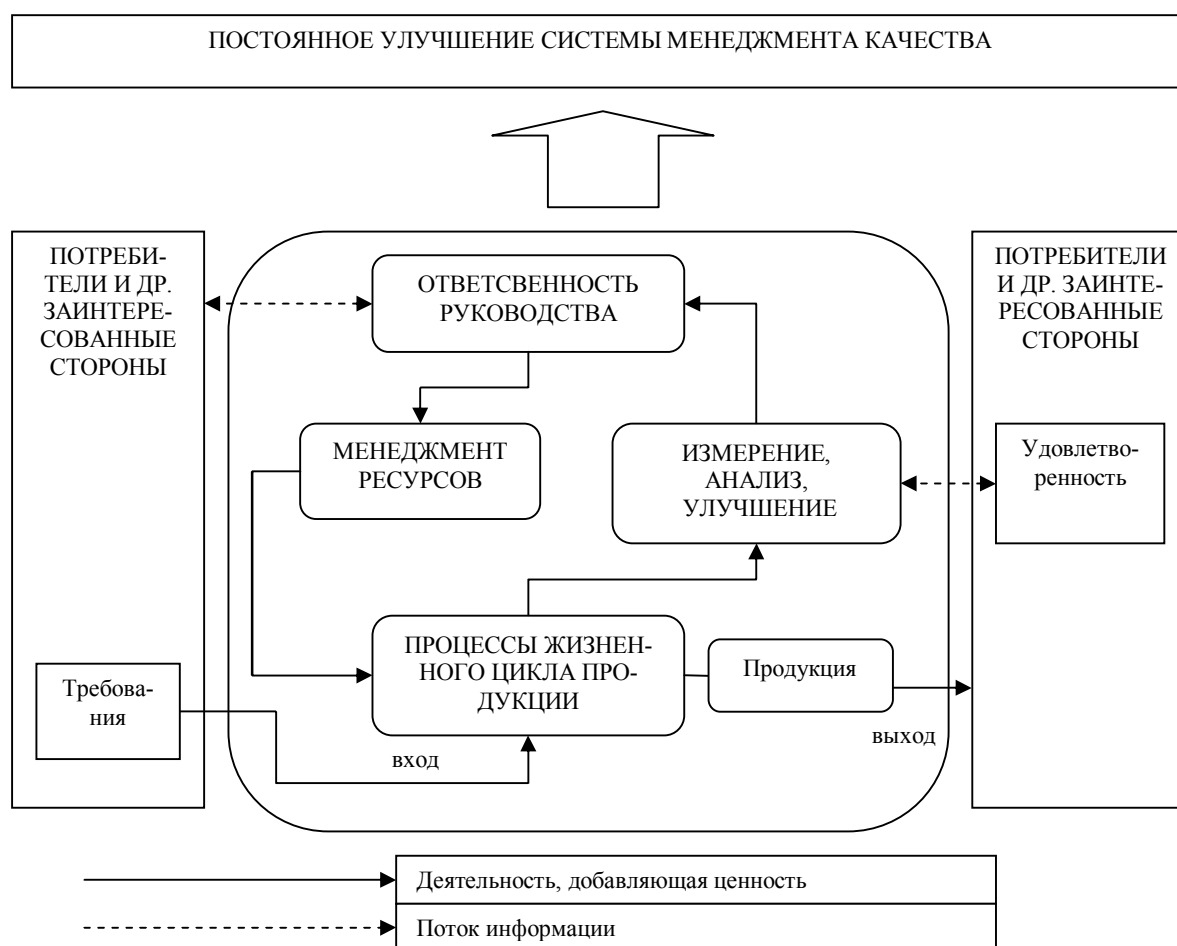 ПОСТОЯННОЕ УЛУЧШЕНИЕ СИСТЕМЫ МЕНЕДЖМЕНТА КАЧЕСТВА
ПОТРЕБИ-
ТЕЛИ И ДР.
ЗАИНТЕРЕ-
СОВАННЫЕ
СТОРОНЫ
ОТВЕТСВЕННОСТЬ
РУКОВОДСТВА
ПОТРЕБИТЕЛИ
И ДР. ЗАИНТЕ-
РЕСОВАННЫЕ
СТОРОНЫ
МЕНЕДЖМЕНТ
РЕСУРСОВ
ИЗМЕРЕНИЕ,
АНАЛИЗ,
УЛУЧШЕНИЕ
Удовлетво-
ренность
Требова-
ния
ПРОЦЕССЫ ЖИЗНЕН-
НОГО ЦИКЛА ПРО-
ДУКЦИИ
Продукция
вход
выход
Деятельность, добавляющая ценность
Поток информации